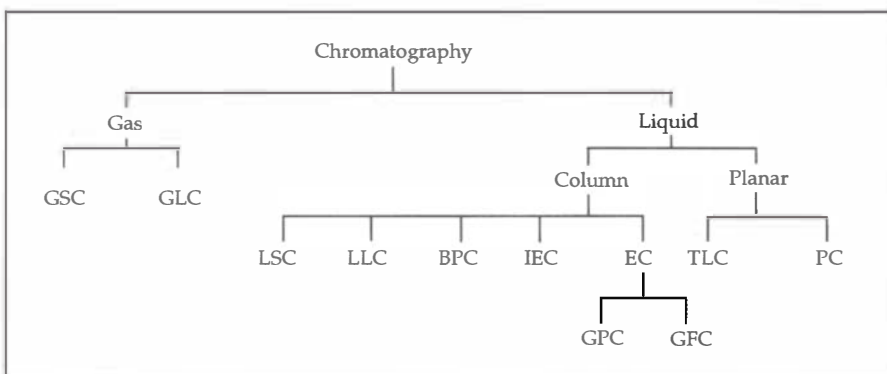 Chromatography
Gas Liquid
Column Planar
GSC GLC
LSC LLC BPC IEC EC TLC PC
GPC GFC